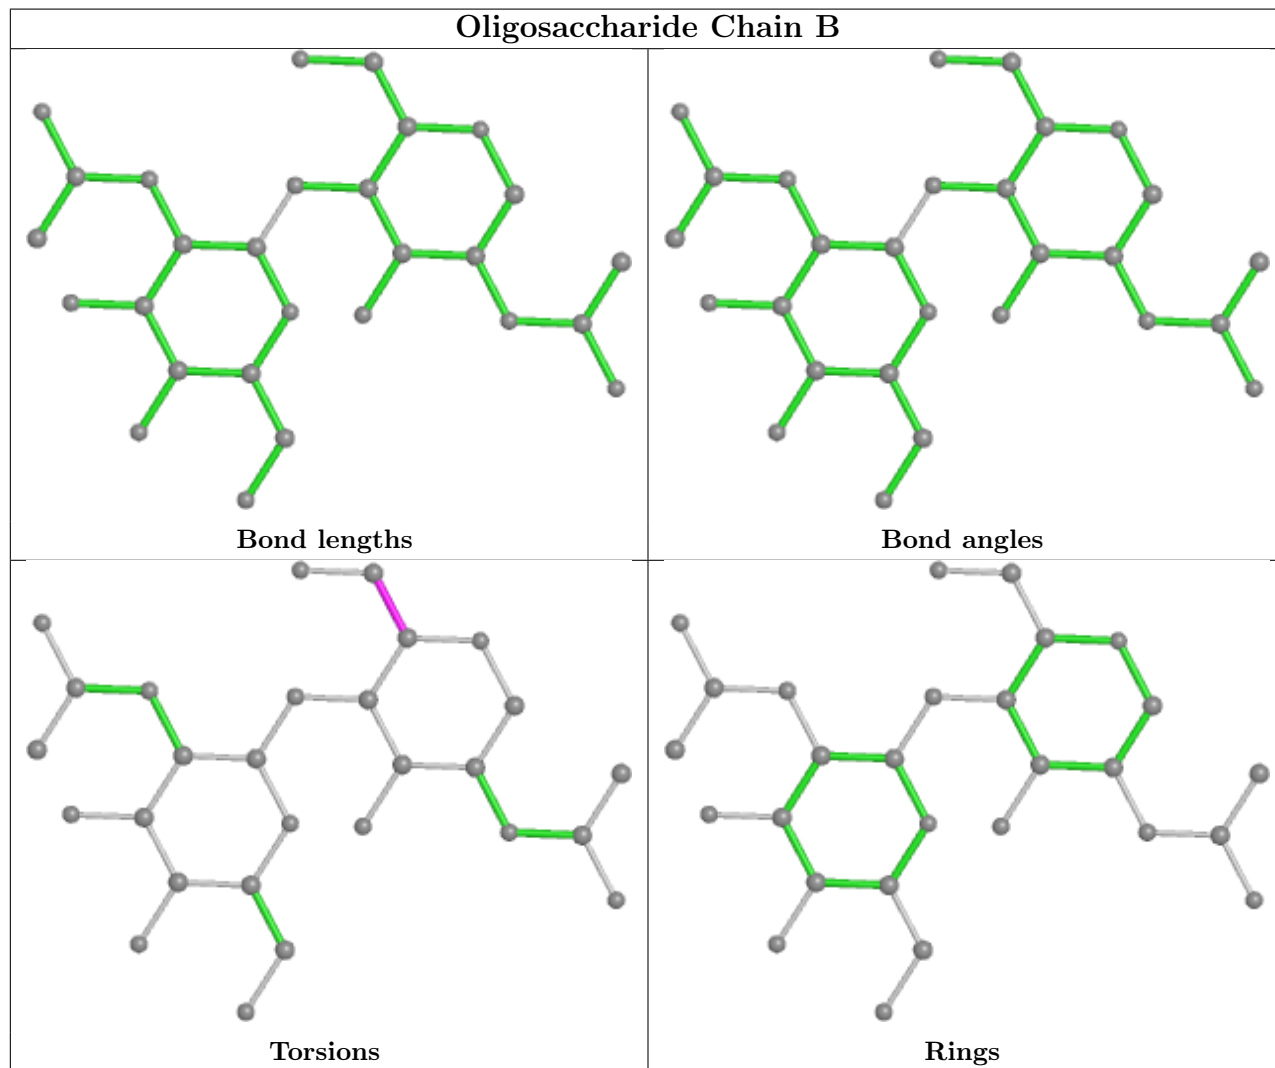 Oligosaccharide Chain B
Bond lengths
Bond angles
Torsions
Rings